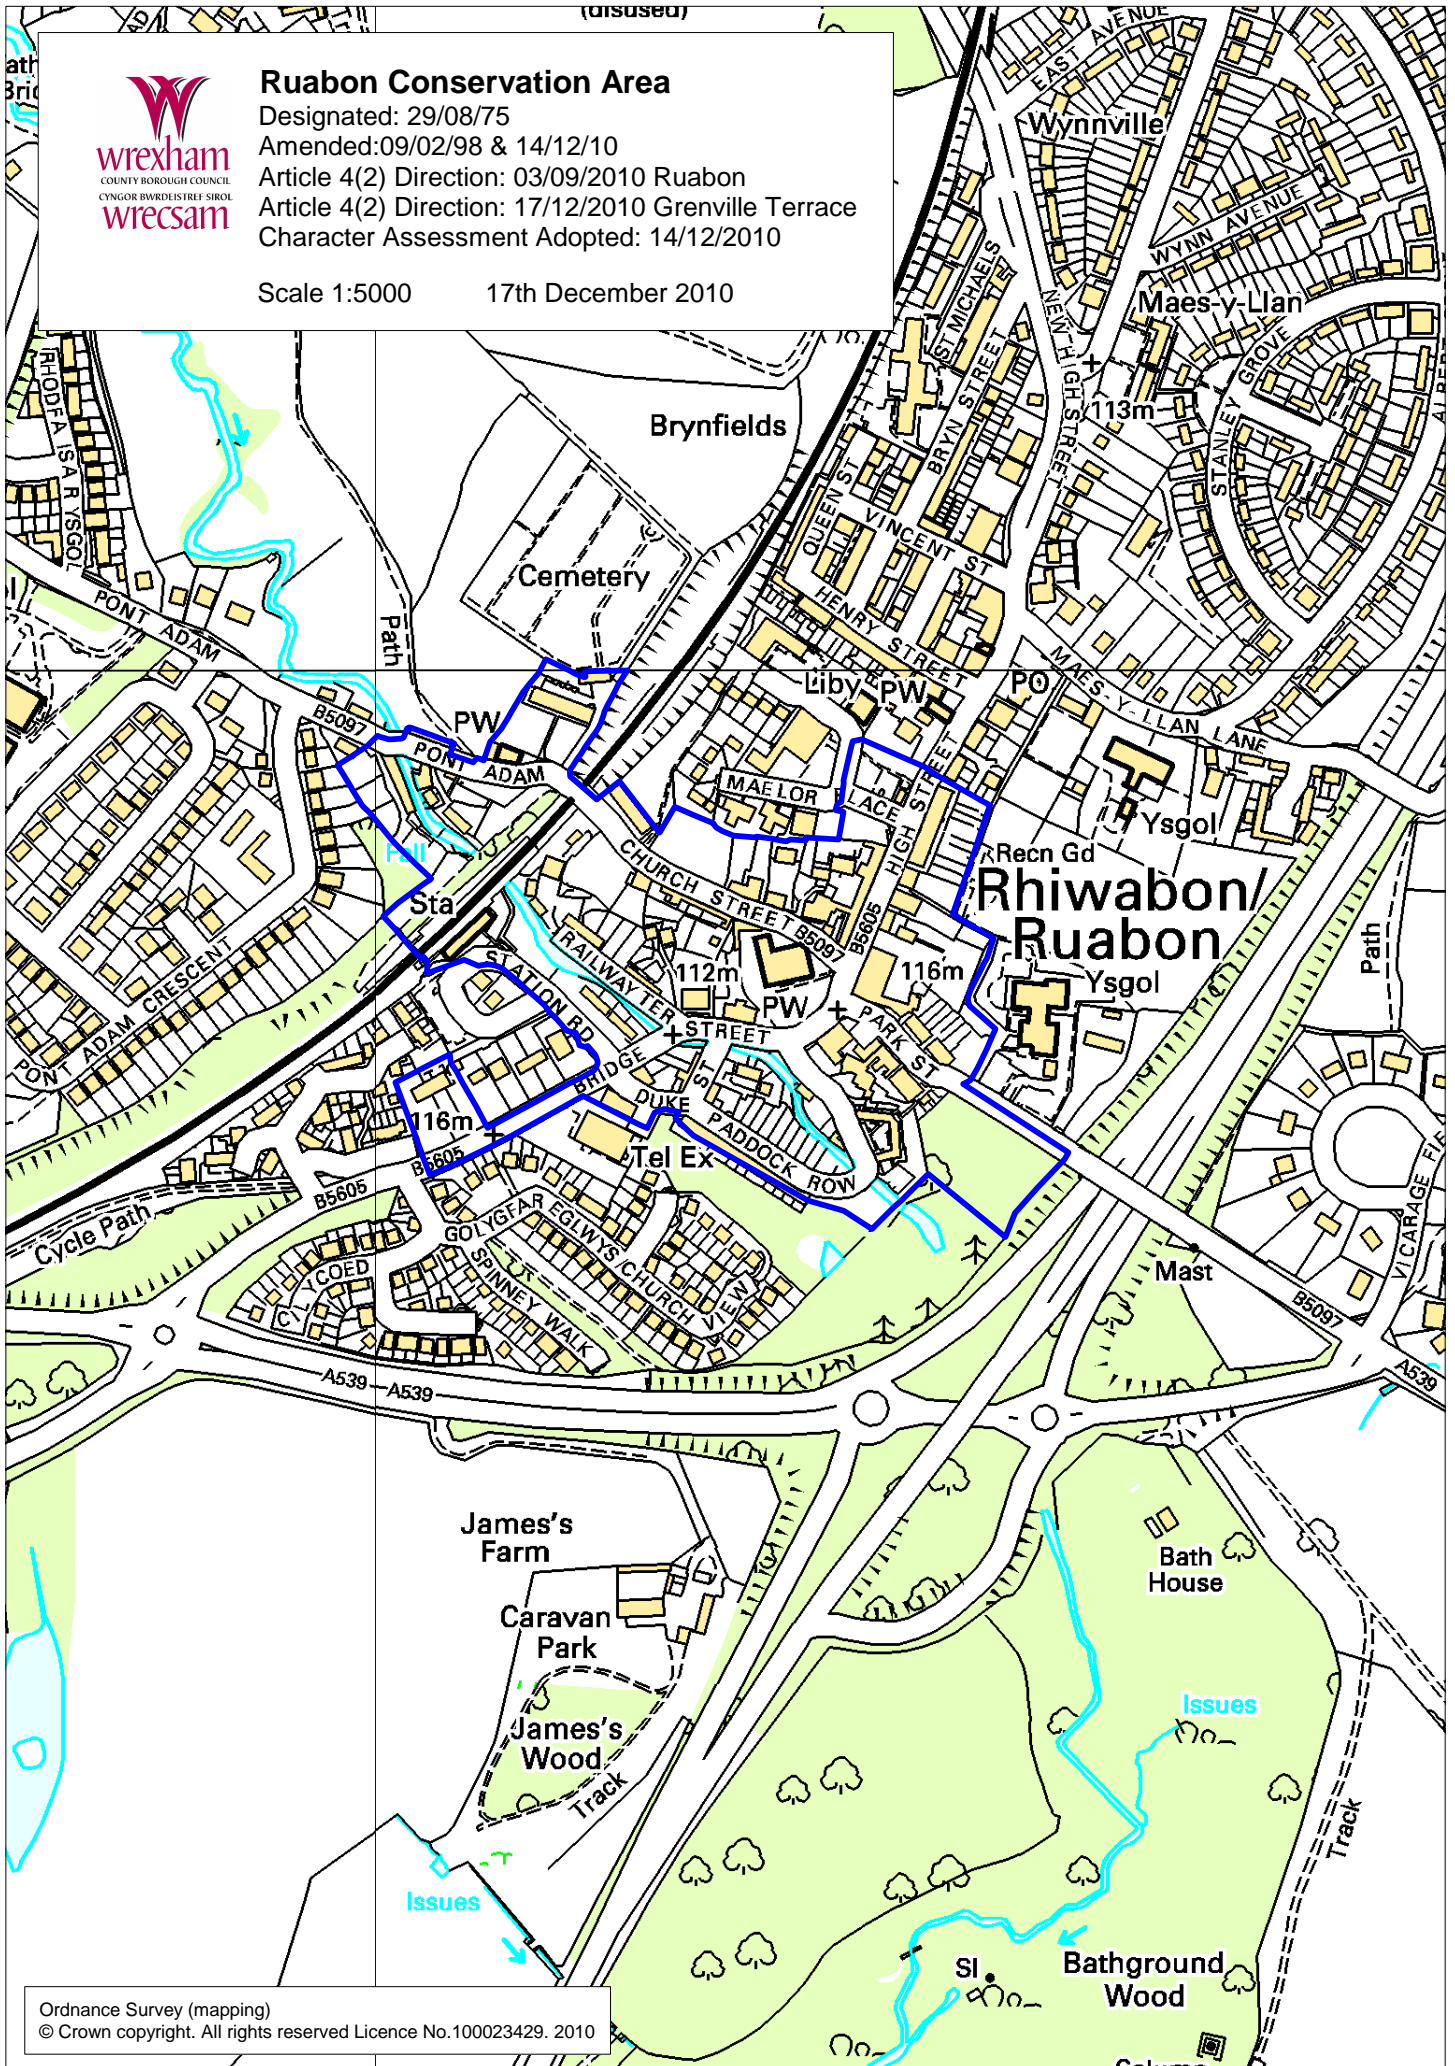 (disused)
Ruabon Conservation Area
Designated: 29/08/75
Amended:09/02/98 & 14/12/10
Article 4(2) Direction: 03/09/2010 Ruabon
Article 4(2) Direction: 17/12/2010 Grenville Terrace
Character Assessment Adopted: 14/12/2010
Scale 1:5000 17th December 2010
wrexham
COUNTY BOROUGH COUNCIL
CYNGOR BWRDEISTREF SIROL
wrecsam
EAST AVENUE
Wynnville
WYNN AVENUE
Maes-y-Llan
ST MICHAELS
NEW HIGH STREET
113m
STANLEY GROVE
BRYN STREET
Brynfields
QUEEN ST
VINCENT ST
RHODFA ISA
R YSGOL
Cemetery
HENRY STREET
PONT ADAM
Path
Liby
PW
PO
MAES-Y-LLAN LANE
B5097
PW
PONT ADAM
MAELOR PLACE
HIGH STREET
Ysgol
Fall
Recn Gd
CHURCH STREET B5097
Rhiwabon/
Ruabon
Sta
B5605
Path
STATION RD
RAILWAY TER
112m
116m
Ysgol
PONT ADAM CRESCENT
PW
PARK ST
STREET
BRIDGE
ST
DUKE
116m
PADDOCK
ROW
Tel Ex
B5605
B5605
Cycle Path
GOLYGFAR EGLWYS
CHURCH VIEW
SPINNEY WALK
CIL Y COED
Mast
B5097
A539
A539
A539
James's
Farm
Bath
House
Caravan
Park
Issues
James's
Wood
Track
Track
Issues
SI
Bathground
Wood
Ordnance Survey (mapping)
© Crown copyright. All rights reserved Licence No.100023429. 2010